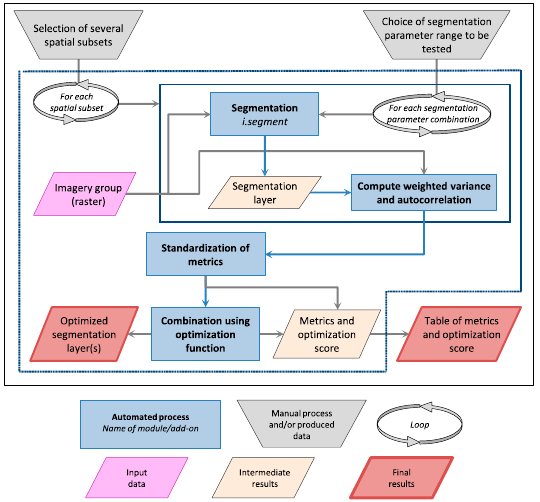 Selection of several
spatial subsets
Choice of segmentation
parameter range to be
tested
For each
spatial subset
Segmentation
i.segment
For each segmentation
parameter combination
Imagery group
(raster)
Segmentation
layer
Compute weighted variance
and autocorrelation
Standardization of
metrics
Optimized
segmentation
layer(s)
Combination using
optimization
function
Metrics and
optimization
score
Table of metrics
and optimization
score
Automated process
Name of module/add-on
Manual process
and/or produced
data
Loop
Input
data
Intermediate
results
Final
results